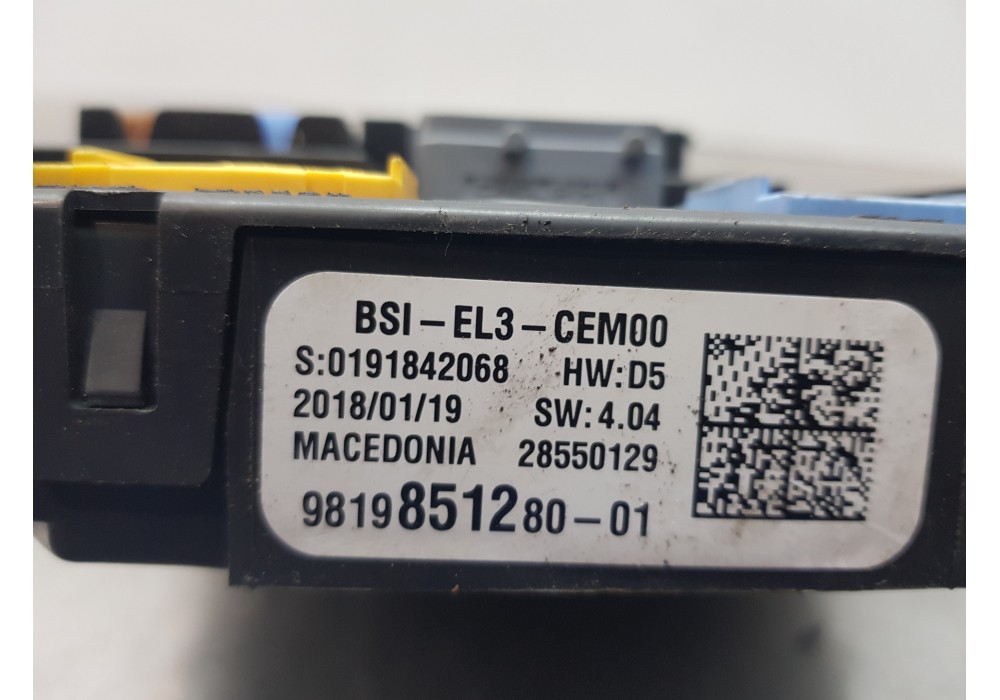 BSI-EL3-CEM00
S:0191842068 HW:D5
2018/01/19 SW:4.04
MACEDONIA 28550129
9819851280-01